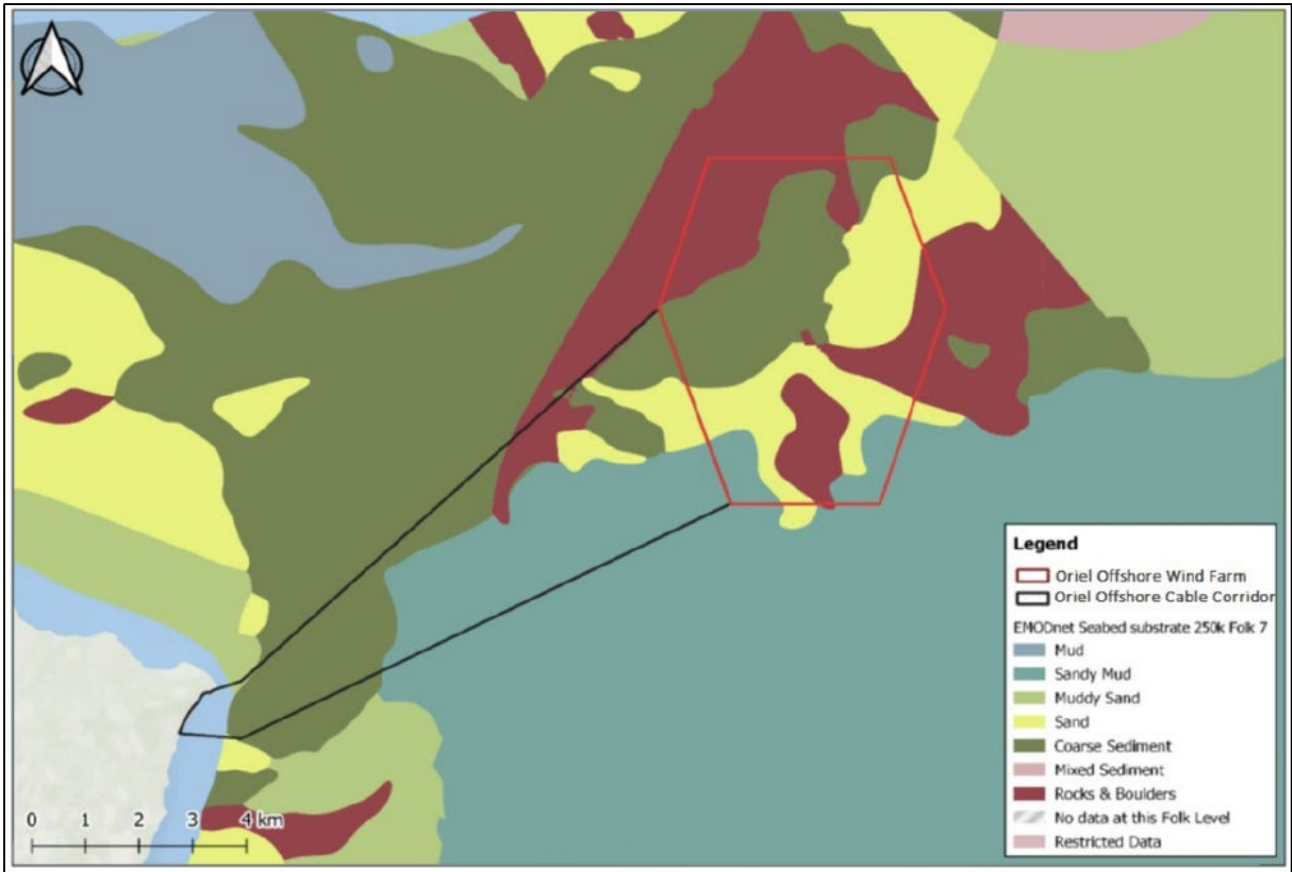 Legend
Oriel Offshore Wind Farm
Oriel Offshore Cable Corridor
EMODnet Seabed substrate 250k Folk 7
Mud
Sandy Mud
Muddy Sand
Sand
Coarse Sediment
Mixed Sediment
Rocks & Boulders
No data at this Folk Level
Restricted Data
0 1 2 3 4 km